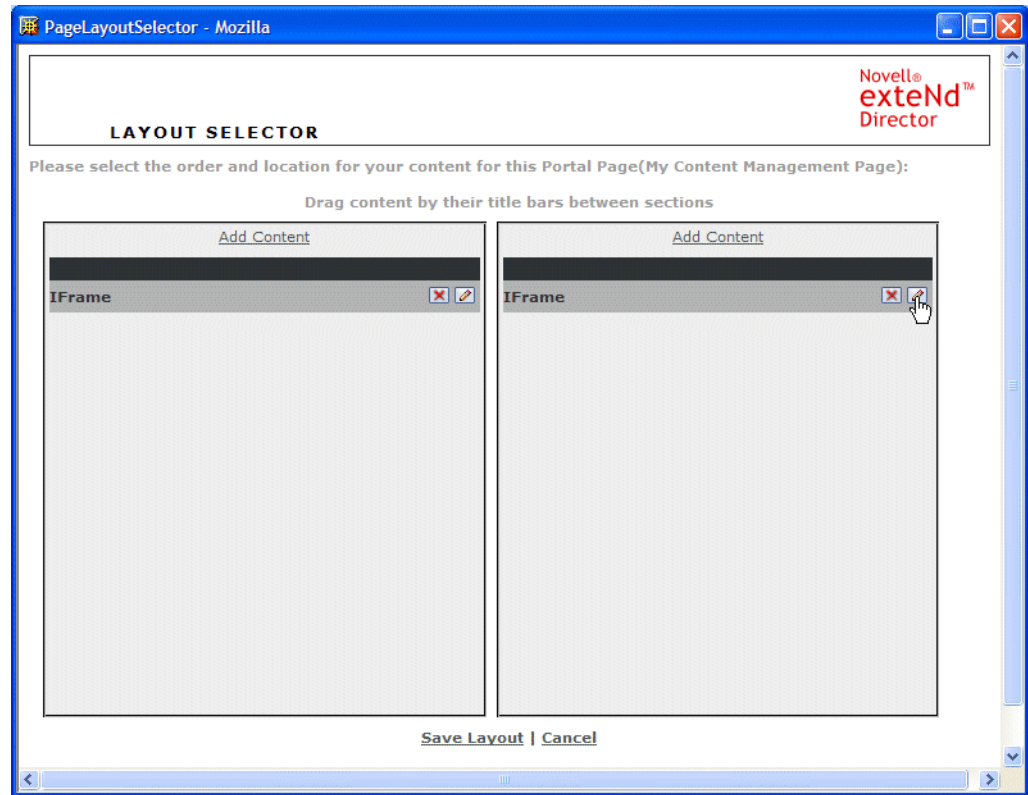 PageLayoutSelector - Mozilla
Novell®
exteNd™
Director
LAYOUT SELECTOR
Please select the order and location for your content for this Portal Page(My Content Management Page):
Drag content by their title bars between sections
Add Content
Add Content
IFrame
IFrame
Save Layout | Cancel